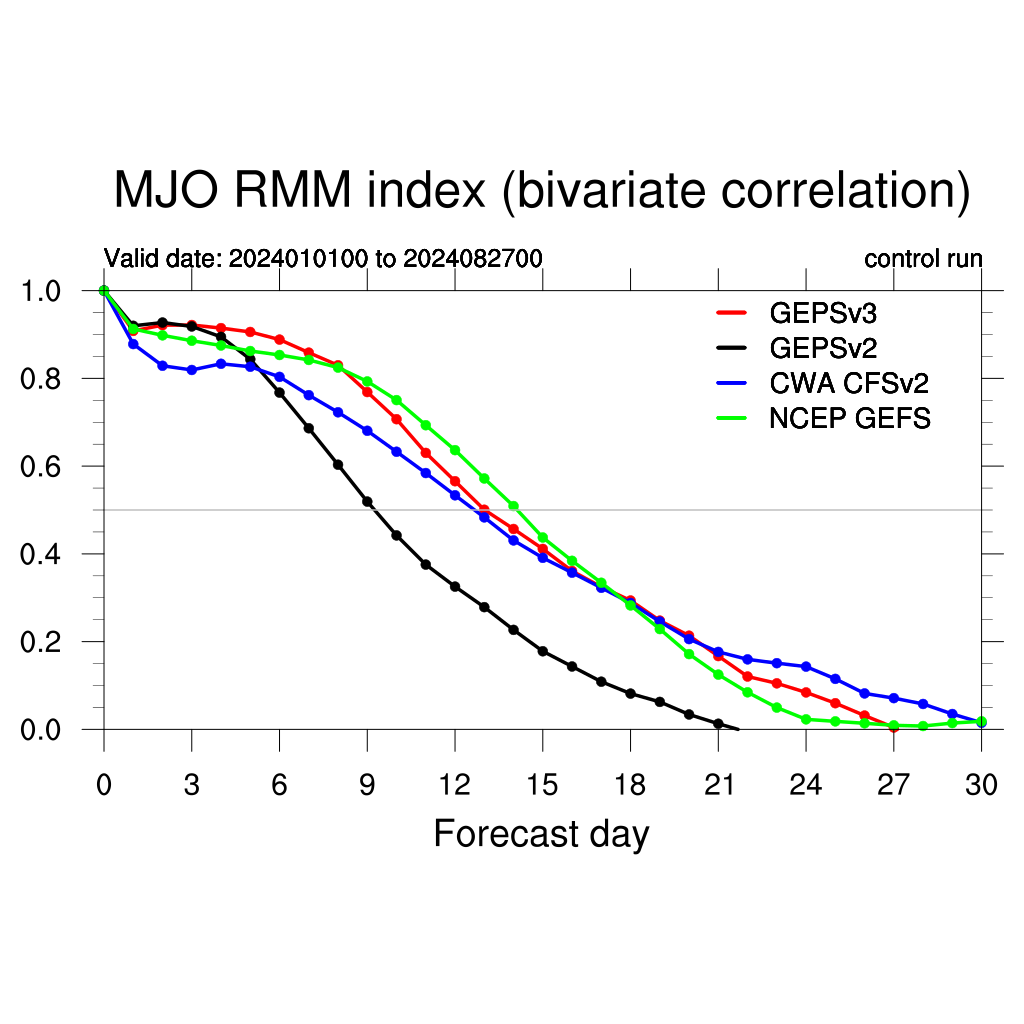 MJO RMM index (bivariate correlation)
Valid date: 2024010100 to 2024082700 control run
1.0
0.8
0.6
0.4
0.2
0.0
GEPSv3
GEPSv2
CWA CFSv2
NCEP GEFS
0 3 6 9 12 15 18 21 24 27 30
Forecast day